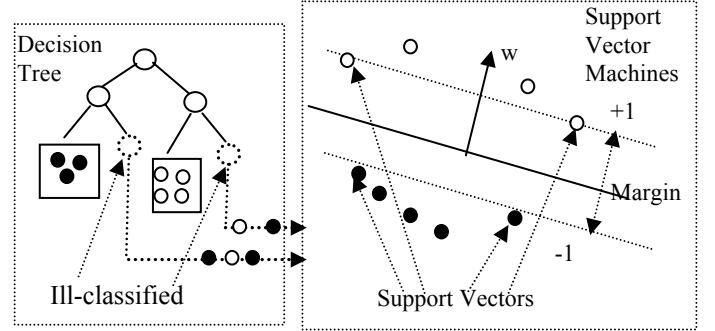 Decision
Tree
Ill-classified
Support
Vector
Machines
w
+1
Margin
-1
Support Vectors